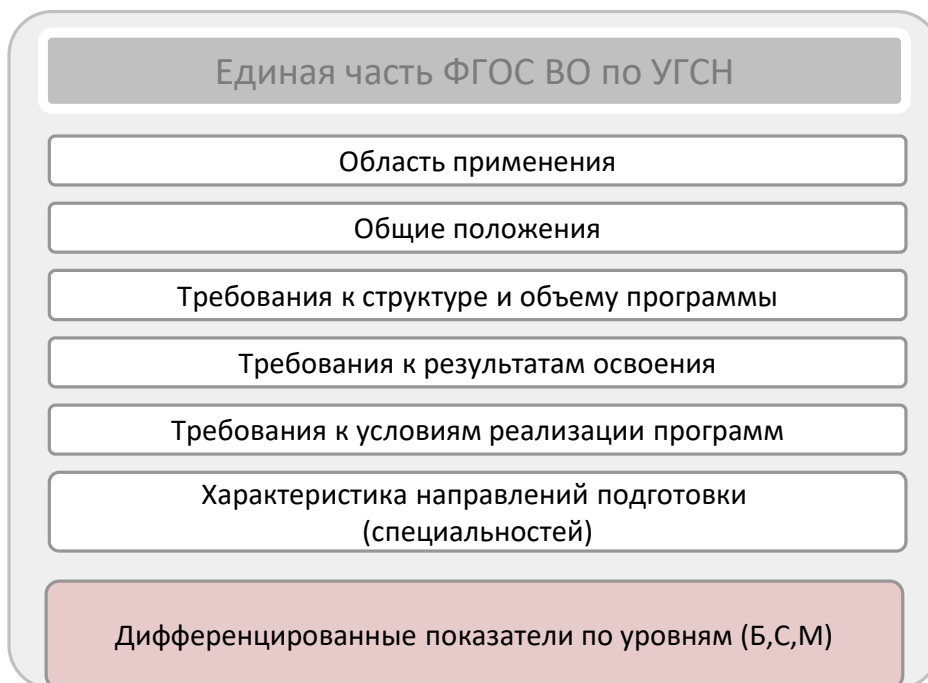 Единая часть ФГОС ВО по УГСН
Область применения
Общие положения
Требования к структуре и объему программы
Требования к результатам освоения
Требования к условиям реализации программ
Характеристика направлений подготовки
(специальностей)
Дифференцированные показатели по уровням (Б,С,М)